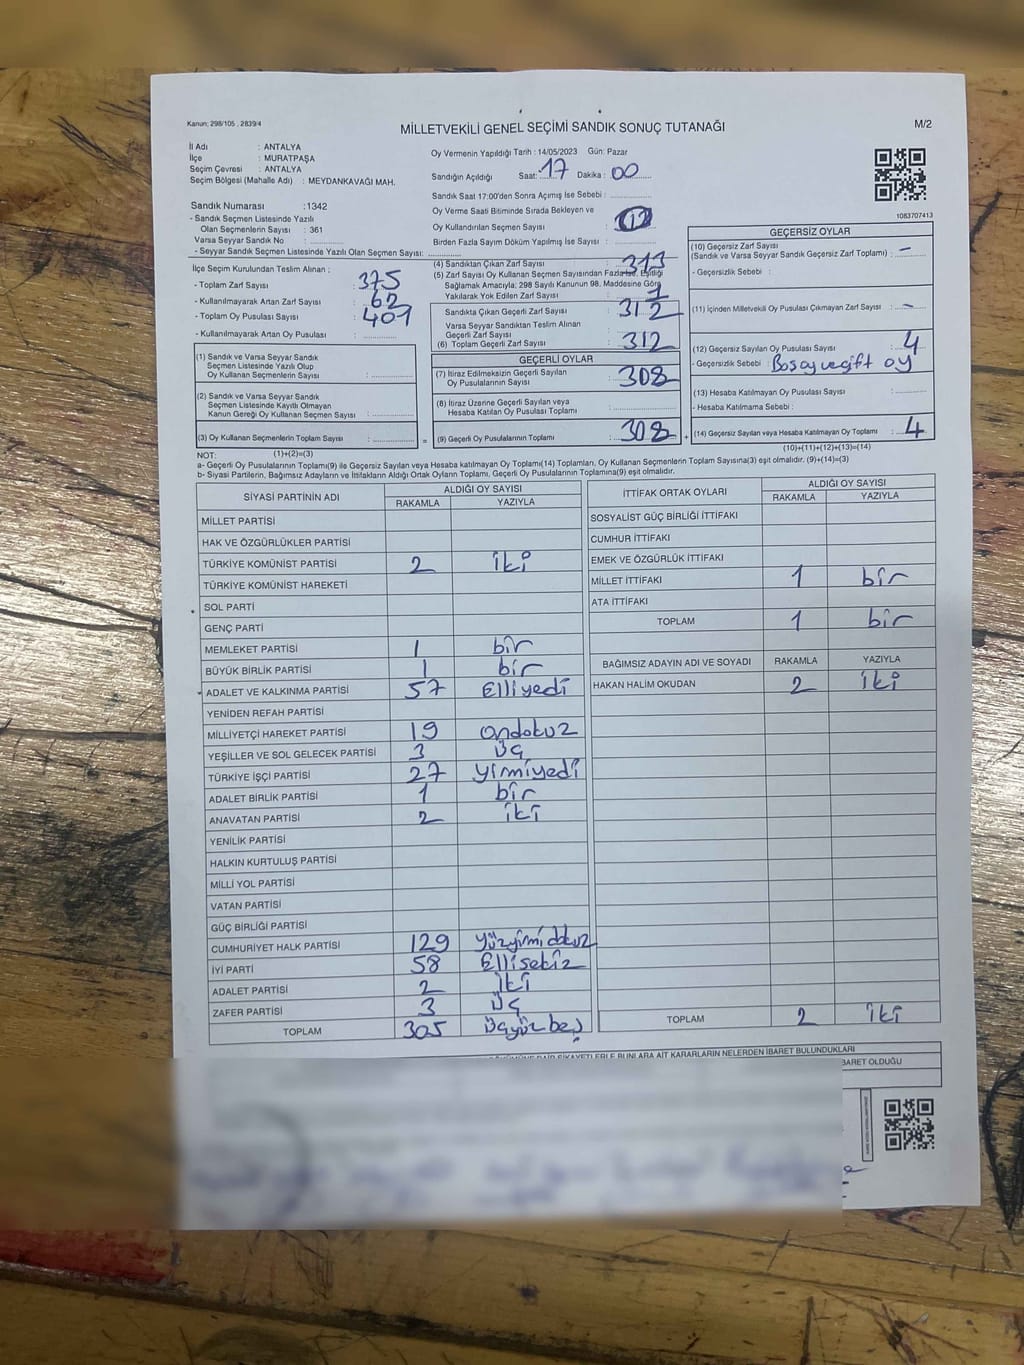 Kanun; 298/105 , 2839/4
MİLLETVEKİLİ GENEL SEÇİMİ SANDIK SONUÇ TUTANAĞI
M/2
İl Adı : ANTALYA
İlçe : MURATPAŞA
Seçim Çevresi : ANTALYA
Seçim Bölgesi (Mahalle Adı) : MEYDANKAVAĞI MAH.
Oy Vermenin Yapıldığı Tarih : 14/05/2023 Gün: Pazar
Sandığın Açıldığı Saat: 17 Dakika : 00
Sandık Saat 17:00'den Sonra Açımış İse Sebebi :
Oy Verme Saati Bitiminde Sırada Bekleyen ve
Oy Kullandırılan Seçmen Sayısı :
Birden Fazla Sayım Döküm Yapılmış İse Sayısı :
1083707413
Sandık Numarası : 1342
- Sandık Seçmen Listesinde Yazılı
Olan Seçmenlerin Sayısı : 361
Varsa Seyyar Sandık No :
- Seyyar Sandık Seçmen Listesinde Yazılı Olan Seçmen Sayısı:
İlçe Seçim Kurulundan Teslim Alınan ;
- Toplam Zarf Sayısı : 375
- Kullanılmayarak Artan Zarf Sayısı : 62
- Toplam Oy Pusulası Sayısı : 401
- Kullanılmayarak Artan Oy Pusulası :
(1) Sandık ve Varsa Seyyar Sandık
Seçmen Listesinde Yazılı Olup
Oy Kullanan Seçmenlerin Sayısı :
(2) Sandık ve Varsa Seyyar Sandık
Seçmen Listesinde Kayıtlı Olmayan
Kanun Gereği Oy Kullanan Seçmen Sayısı :
(3) Oy Kullanan Seçmenlerin Toplam Sayısı :
(1)+(2)=(3)
(4) Sandıktan Çıkan Zarf Sayısı : 313
(5) Zarf Sayısı Oy Kullanan Seçmen Sayısından Fazla İse, Eşitliği
Sağlamak Amacıyla; 298 Sayılı Kanunun 98. Maddesine Göre
Yakılarak Yok Edilen Zarf Sayısı : 1
Sandıkta Çıkan Geçerli Zarf Sayısı : 312
Varsa Seyyar Sandıktan Teslim Alınan
Geçerli Zarf Sayısı :
(6) Toplam Geçerli Zarf Sayısı : 312
GEÇERLİ OYLAR
(7) İtiraz Edilmeksizin Geçerli Sayılan
Oy Pusulalarının Sayısı : 308
(8) İtiraz Üzerine Geçerli Sayılan veya
Hesaba Katılan Oy Pusulası Toplamı :
= (9) Geçerli Oy Pusulalarının Toplamı : 308
GEÇERSİZ OYLAR
(10) Geçersiz Zarf Sayısı
(Sandık ve Varsa Seyyar Sandık Geçersiz Zarf Toplamı) : -
- Geçersizlik Sebebi :
(11) İçinden Milletvekili Oy Pusulası Çıkmayan Zarf Sayısı : -
(12) Geçersiz Sayılan Oy Pusulası Sayısı : 4
- Geçersizlik Sebebi : Boş oy ve çift oy
(13) Hesaba Katılmayan Oy Pusulası Sayısı :
- Hesaba Katılmama Sebebi :
+ (14) Geçersiz Sayılan veya Hesaba Katılmayan Oy Toplamı : 4
(10)+(11)+(12)+(13)=(14)
NOT:
a- Geçerli Oy Pusulalarının Toplamı(9) ile Geçersiz Sayılan veya Hesaba katılmayan Oy Toplamı(14) Toplamları, Oy Kullanan Seçmenlerin Toplam Sayısına(3) eşit olmalıdır. (9)+(14)=(3)
b- Siyasi Partilerin, Bağımsız Adayların ve İttifakların Aldığı Ortak Oyların Toplamı, Geçerli Oy Pusulalarının Toplamına(9) eşit olmalıdır.
SİYASİ PARTİNİN ADI ALDIĞI OY SAYISI
RAKAMLA YAZIYLA
MİLLET PARTİSİ
HAK VE ÖZGÜRLÜKLER PARTİSİ
TÜRKİYE KOMÜNİST PARTİSİ 2 iki
TÜRKİYE KOMÜNİST HAREKETİ
SOL PARTİ
GENÇ PARTİ
MEMLEKET PARTİSİ 1 bir
BÜYÜK BİRLİK PARTİSİ 1 bir
ADALET VE KALKINMA PARTİSİ 57 Elliyedi
YENİDEN REFAH PARTİSİ
MİLLİYETÇİ HAREKET PARTİSİ 19 ondokuz
YEŞİLLER VE SOL GELECEK PARTİSİ 3 üç
TÜRKİYE İŞÇİ PARTİSİ 27 yirmiyedi
ADALET BİRLİK PARTİSİ 1 bir
ANAVATAN PARTİSİ 2 iki
YENİLİK PARTİSİ
HALKIN KURTULUŞ PARTİSİ
MİLLİ YOL PARTİSİ
VATAN PARTİSİ
GÜÇ BİRLİĞİ PARTİSİ
CUMHURİYET HALK PARTİSİ 129 yüzyirmidokuz
İYİ PARTİ 58 Ellisekiz
ADALET PARTİSİ 2 iki
ZAFER PARTİSİ 3 üç
TOPLAM 305 üçyüzbeş
İTTİFAK ORTAK OYLARI ALDIĞI OY SAYISI
RAKAMLA YAZIYLA
SOSYALİST GÜÇ BİRLİĞİ İTTİFAKI
CUMHUR İTTİFAKI
EMEK VE ÖZGÜRLÜK İTTİFAKI
MİLLET İTTİFAKI 1 bir
ATA İTTİFAKI
TOPLAM 1 bir
BAĞIMSIZ ADAYIN ADI VE SOYADI RAKAMLA YAZIYLA
HAKAN HALİM OKUDAN 2 iki
TOPLAM 2 iki
KARARLARIN NELERDEN İBARET BULUNDUKLARI
İBARET OLDUĞU